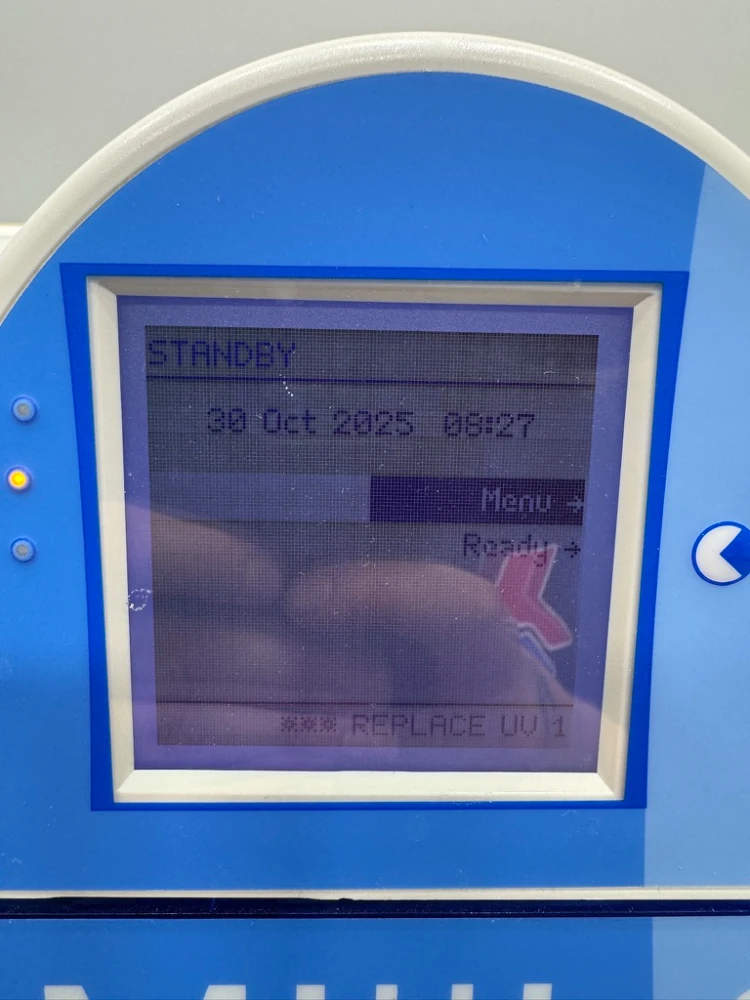 STANDBY
30 Oct 2025 08:27
Menu →
Ready →
*** REPLACE UV 1